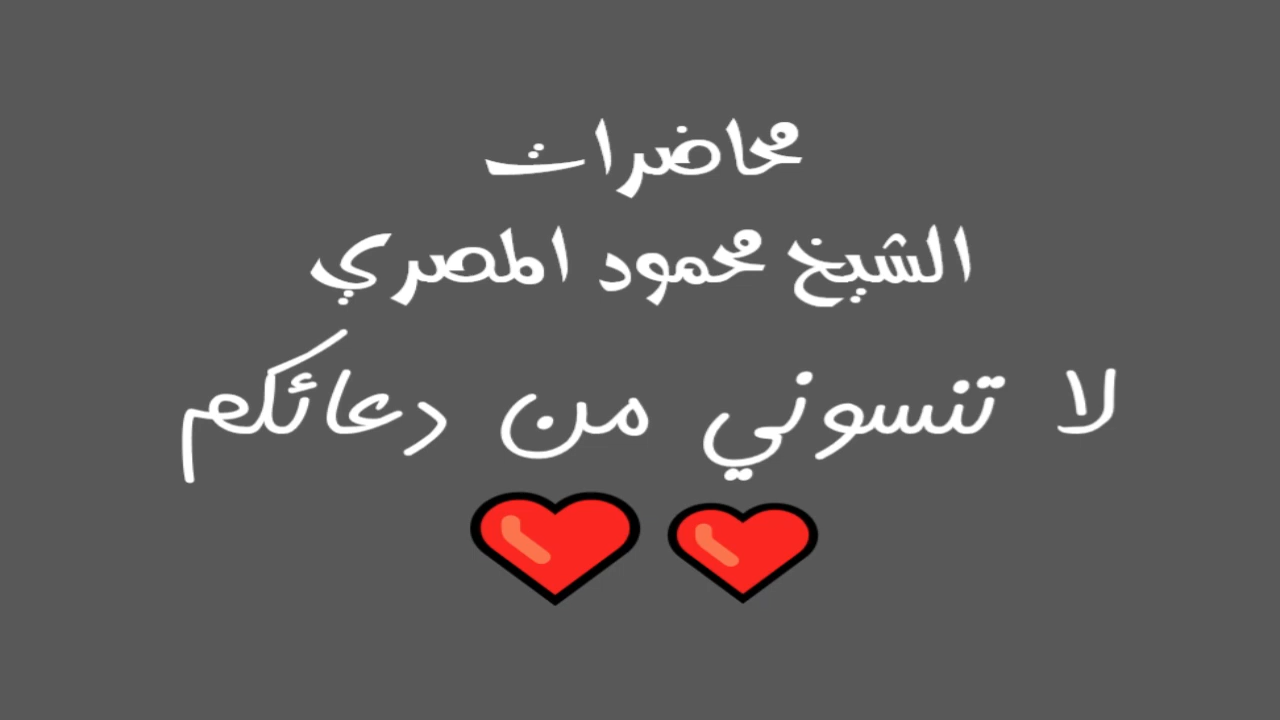 محاضرات
الشيخ محمود المصري
لا تنسوني من دعائكم